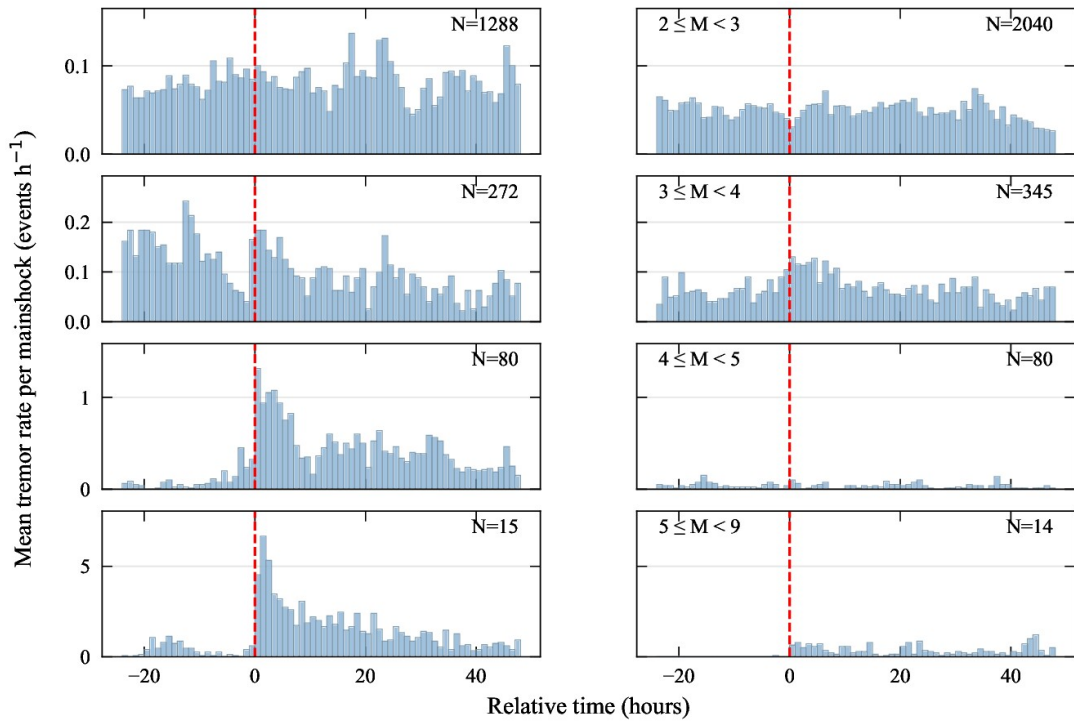 N=1288
2 ≤ M < 3 N=2040
0.1
0.0
N=272
3 ≤ M < 4 N=345
0.2
0.1
0.0
N=80
4 ≤ M < 5 N=80
1
0
N=15
5 ≤ M < 9 N=14
5
0
−20 0 20 40
−20 0 20 40
Mean tremor rate per mainshock (events h⁻¹)
Relative time (hours)